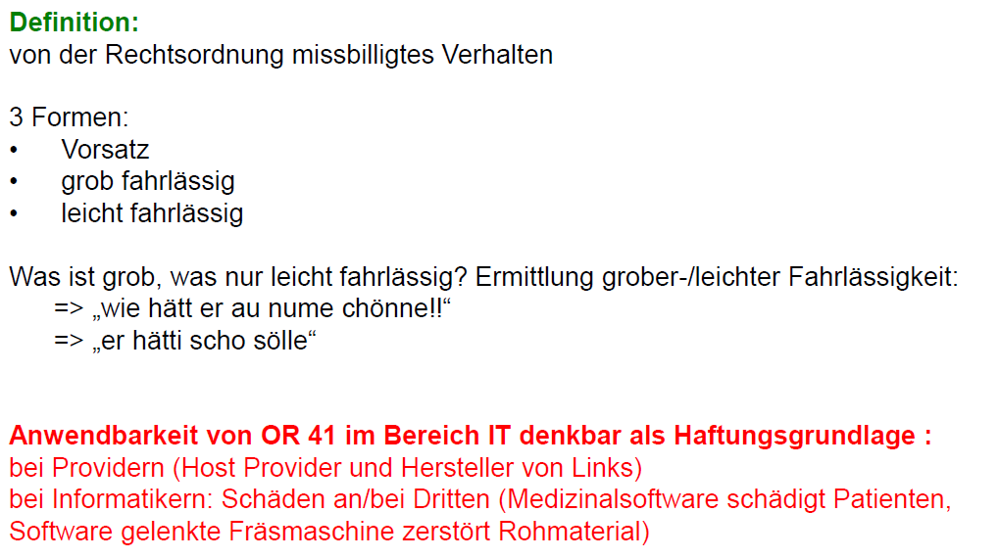 Definition:
von der Rechtsordnung missbilligtes Verhalten
3 Formen:
• Vorsatz
• grob fahrlässig
• leicht fahrlässig
Was ist grob, was nur leicht fahrlässig? Ermittlung grober-/leichter Fahrlässigkeit:
=> „wie hätt er au nume chönne!!“
=> „er hätti scho sölle“
Anwendbarkeit von OR 41 im Bereich IT denkbar als Haftungsgrundlage :
bei Providern (Host Provider und Hersteller von Links)
bei Informatikern: Schäden an/bei Dritten (Medizinalsoftware schädigt Patienten,
Software gelenkte Fräsmaschine zerstört Rohmaterial)